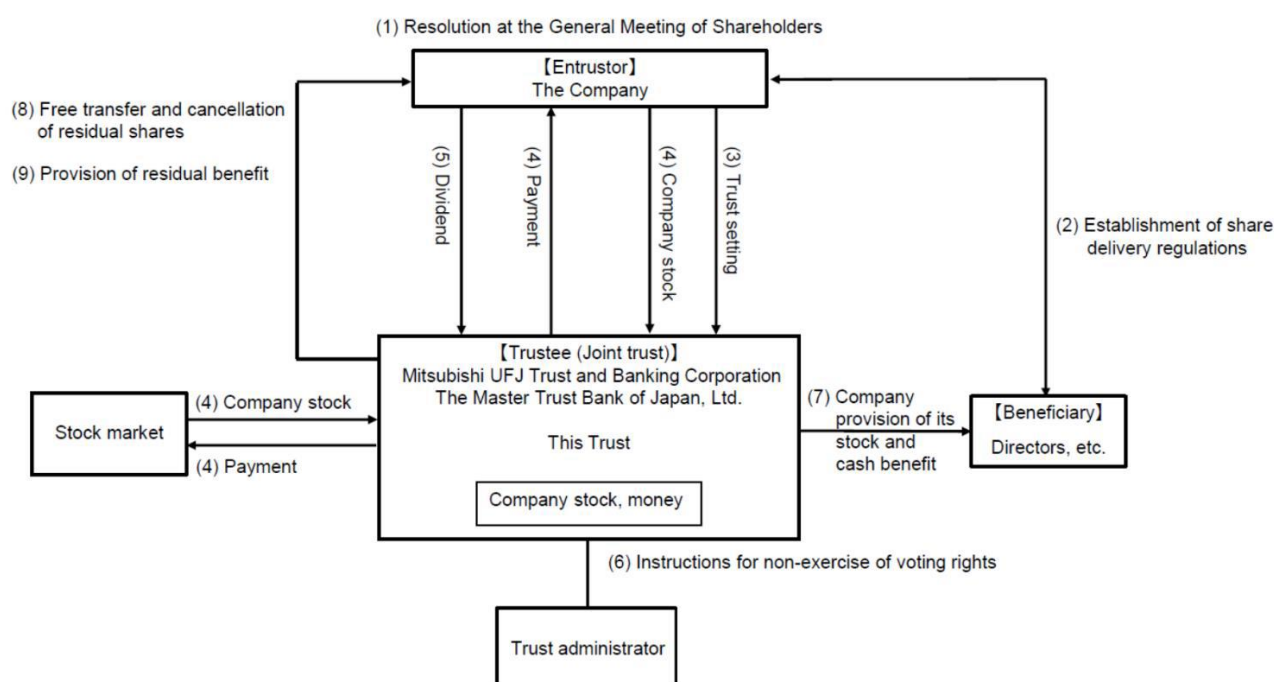 (1) Resolution at the General Meeting of Shareholders
【Entrustor】
The Company
(8) Free transfer and cancellation
of residual shares
(9) Provision of residual benefit
(5) Dividend
(4) Payment
(4) Company stock
(3) Trust setting
(2) Establishment of share
delivery regulations
【Trustee (Joint trust)】
Mitsubishi UFJ Trust and Banking Corporation
The Master Trust Bank of Japan, Ltd.
This Trust
Company stock, money
Stock market
(4) Company stock
(4) Payment
(7) Company
provision of its
stock and
cash benefit
【Beneficiary】
Directors, etc.
(6) Instructions for non-exercise of voting rights
Trust administrator